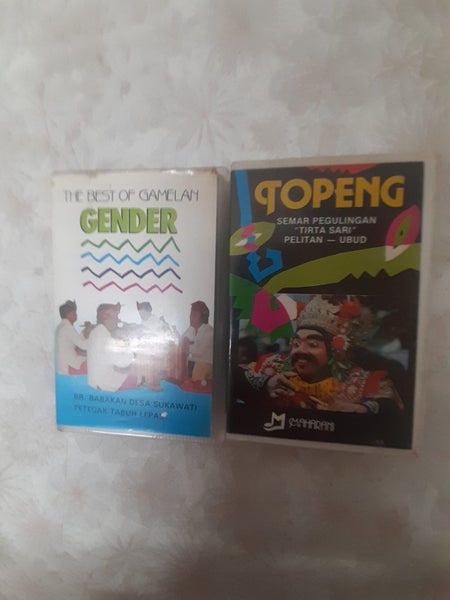 THE BEST OF GAMELAN
GENDER
BR. BABAKAN DESA SUKAWATI
PETEGAK TABUH LEPAS
TOPENG
SEMAR PEGULINGAN
"TIRTA SARI"
PELITAN — UBUD
MAHARANI